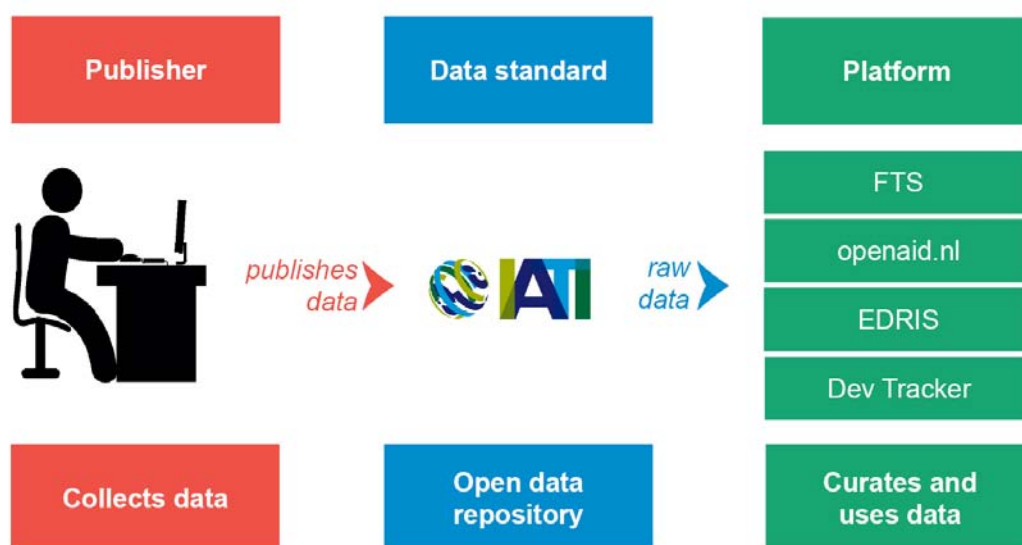 Publisher
Data standard
Platform
publishes
data
IATI
raw
data
FTS
openaid.nl
EDRIS
Dev Tracker
Collects data
Open data
repository
Curates and
uses data